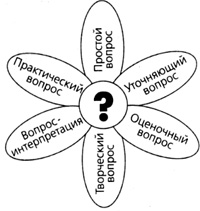 Простой
вопрос
Уточняющий
вопрос
Оценочный
вопрос
Творческий
вопрос
Вопрос-
интерпретация
Практический
вопрос
?